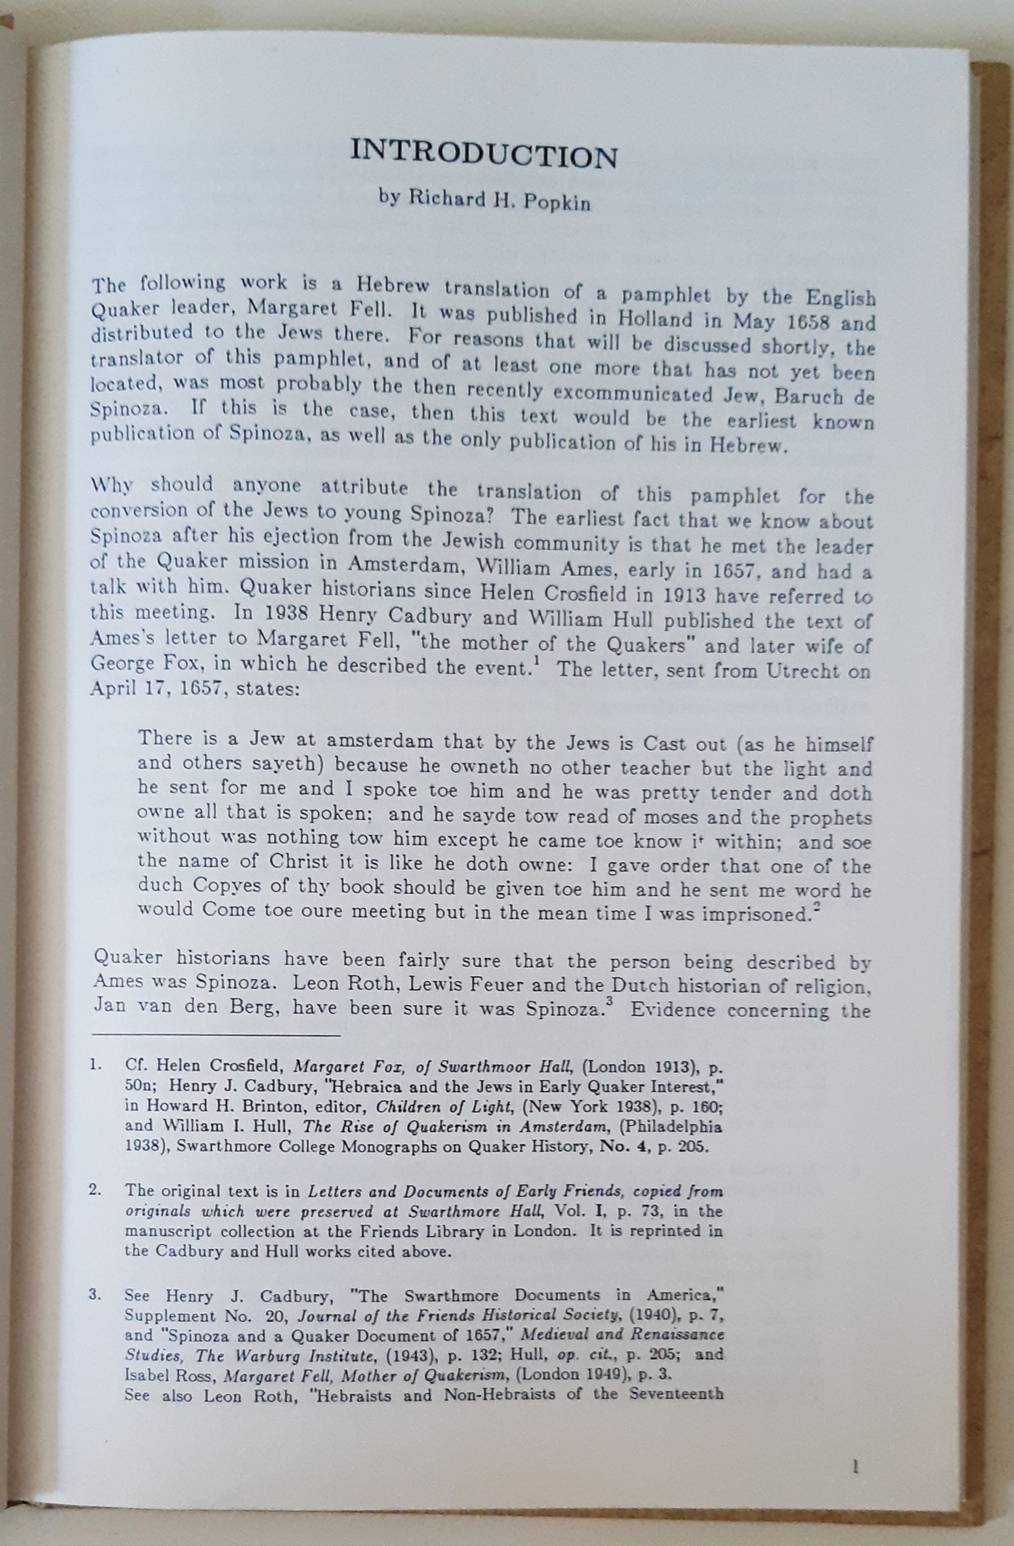 INTRODUCTION
by Richard H. Popkin
The following work is a Hebrew translation of a pamphlet by the English
Quaker leader, Margaret Fell. It was published in Holland in May 1658 and
distributed to the Jews there. For reasons that will be discussed shortly, the
translator of this pamphlet, and of at least one more that has not yet been
located, was most probably the then recently excommunicated Jew, Baruch de
Spinoza. If this is the case, then this text would be the earliest known
publication of Spinoza, as well as the only publication of his in Hebrew.
Why should anyone attribute the translation of this pamphlet for the
conversion of the Jews to young Spinoza? The earliest fact that we know about
Spinoza after his ejection from the Jewish community is that he met the leader
of the Quaker mission in Amsterdam, William Ames, early in 1657, and had a
talk with him. Quaker historians since Helen Crosfield in 1913 have referred to
this meeting. In 1938 Henry Cadbury and William Hull published the text of
Ames's letter to Margaret Fell, "the mother of the Quakers" and later wife of
George Fox, in which he described the event.¹ The letter, sent from Utrecht on
April 17, 1657, states:
There is a Jew at amsterdam that by the Jews is Cast out (as he himself
and others sayeth) because he owneth no other teacher but the light and
he sent for me and I spoke toe him and he was pretty tender and doth
owne all that is spoken; and he sayde tow read of moses and the prophets
without was nothing tow him except he came toe know it within; and soe
the name of Christ it is like he doth owne: I gave order that one of the
duch Copyes of thy book should be given toe him and he sent me word he
would Come toe oure meeting but in the mean time I was imprisoned.²
Quaker historians have been fairly sure that the person being described by
Ames was Spinoza. Leon Roth, Lewis Feuer and the Dutch historian of religion,
Jan van den Berg, have been sure it was Spinoza.³ Evidence concerning the
1. Cf. Helen Crosfield, Margaret Fox, of Swarthmoor Hall, (London 1913), p.
50n; Henry J. Cadbury, "Hebraica and the Jews in Early Quaker Interest,"
in Howard H. Brinton, editor, Children of Light, (New York 1938), p. 160;
and William I. Hull, The Rise of Quakerism in Amsterdam, (Philadelphia
1938), Swarthmore College Monographs on Quaker History, No. 4, p. 205.
2. The original text is in Letters and Documents of Early Friends, copied from
originals which were preserved at Swarthmore Hall, Vol. I, p. 73, in the
manuscript collection at the Friends Library in London. It is reprinted in
the Cadbury and Hull works cited above.
3. See Henry J. Cadbury, "The Swarthmore Documents in America,"
Supplement No. 20, Journal of the Friends Historical Society, (1940), p. 7,
and "Spinoza and a Quaker Document of 1657," Medieval and Renaissance
Studies, The Warburg Institute, (1943), p. 132; Hull, op. cit., p. 205; and
Isabel Ross, Margaret Fell, Mother of Quakerism, (London 1949), p. 3.
See also Leon Roth, "Hebraists and Non-Hebraists of the Seventeenth
1